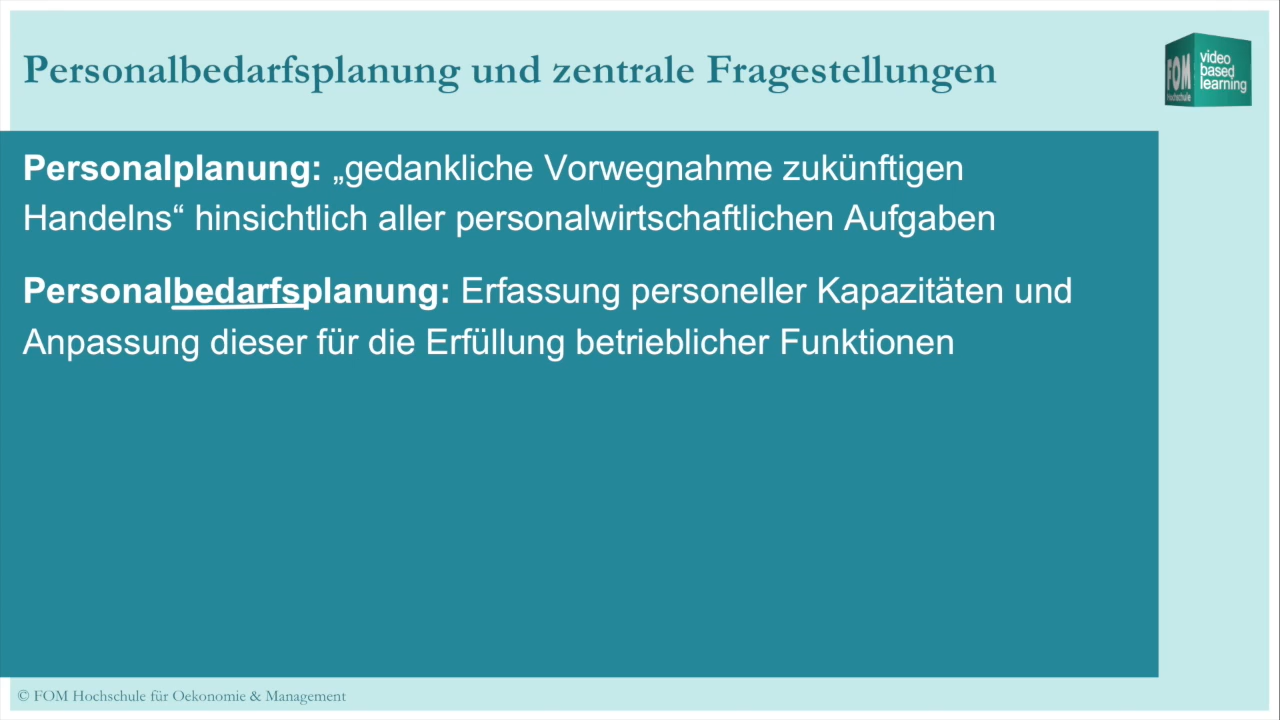 Personalbedarfsplanung und zentrale Fragestellungen
FOM
Hochschule
video
based
learning
Personalplanung: „gedankliche Vorwegnahme zukünftigen
Handelns“ hinsichtlich aller personalwirtschaftlichen Aufgaben
Personalbedarfsplanung: Erfassung personeller Kapazitäten und
Anpassung dieser für die Erfüllung betrieblicher Funktionen
© FOM Hochschule für Oekonomie & Management